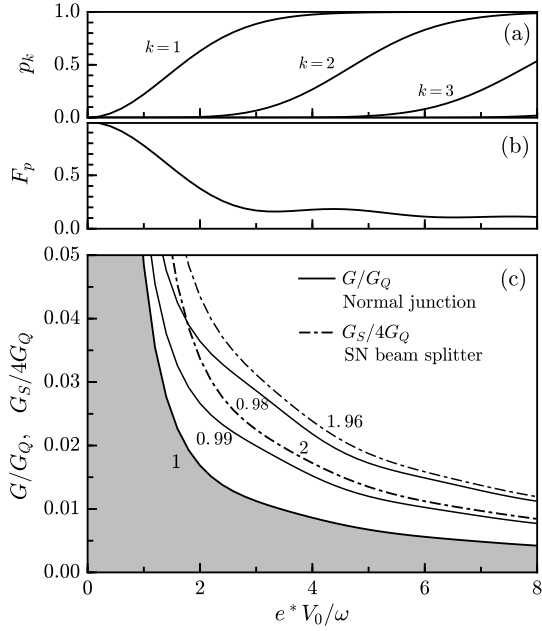 1.0
0.5
0.0
p_k
k = 1
k = 2
k = 3
(a)
0.5
0.0
F_p
(b)
0.05
0.04
0.03
0.02
0.01
0.00
G/G_Q, G_S/4G_Q
(c)
G/G_Q
Normal junction
G_S/4G_Q
SN beam splitter
0.98
1.96
0.99
2
1
0 2 4 6 8
e*V_0/ω